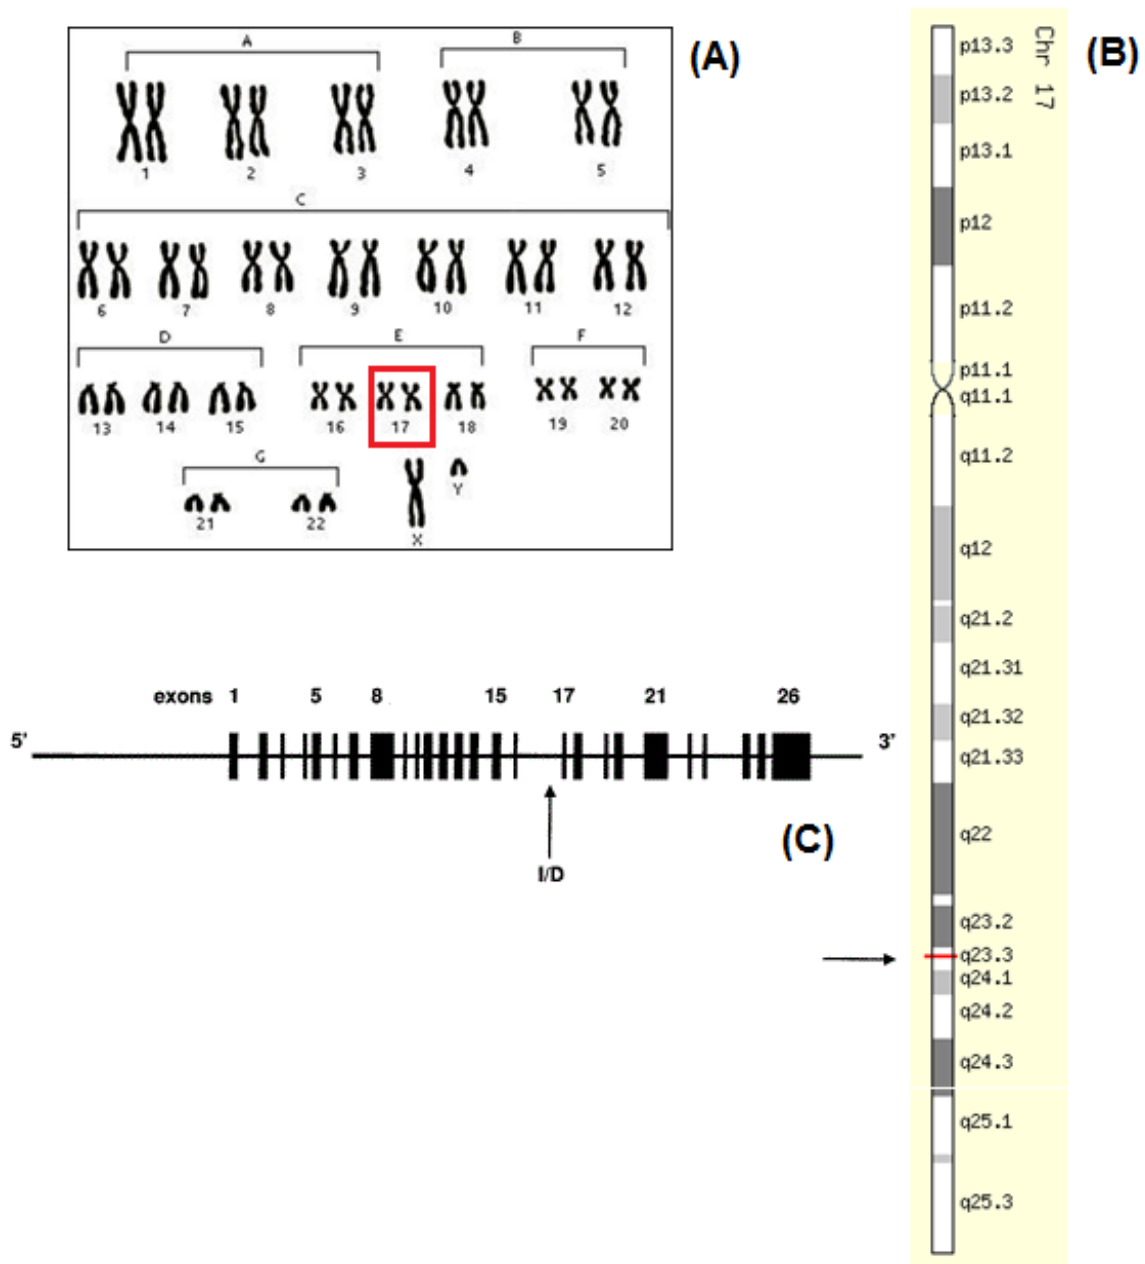 (A)
A B
1 2 3 4 5
C
6 7 8 9 10 11 12
D E F
13 14 15 16 17 18 19 20
G
21 22 X Y
(B)
Chr 17
p13.3
p13.2
p13.1
p12
p11.2
p11.1
q11.1
q11.2
q12
q21.2
q21.31
q21.32
q21.33
q22
q23.2
q23.3
q24.1
q24.2
q24.3
q25.1
q25.3
exons 1 5 8 15 17 21 26
5' 3'
(C)
I/D